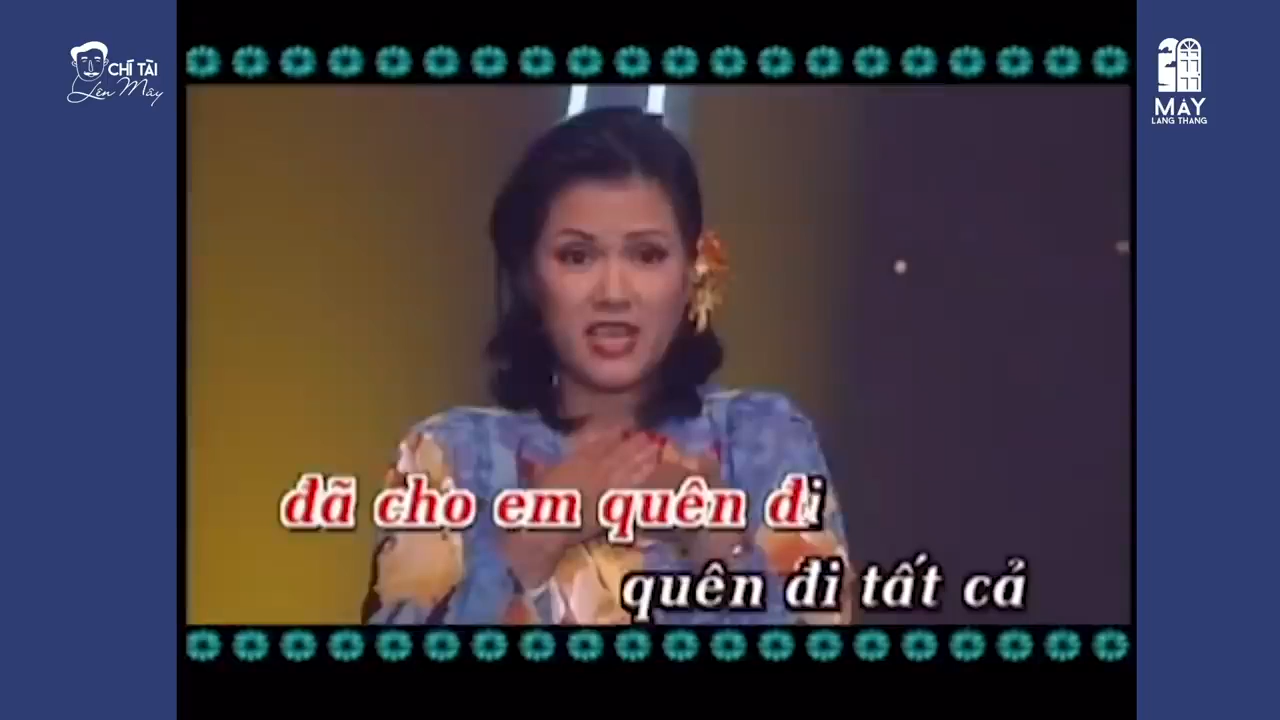 CHÍ TÀI
Lên Mây
MÂY
LANG THANG
đã cho em quên đi
quên đi tất cả